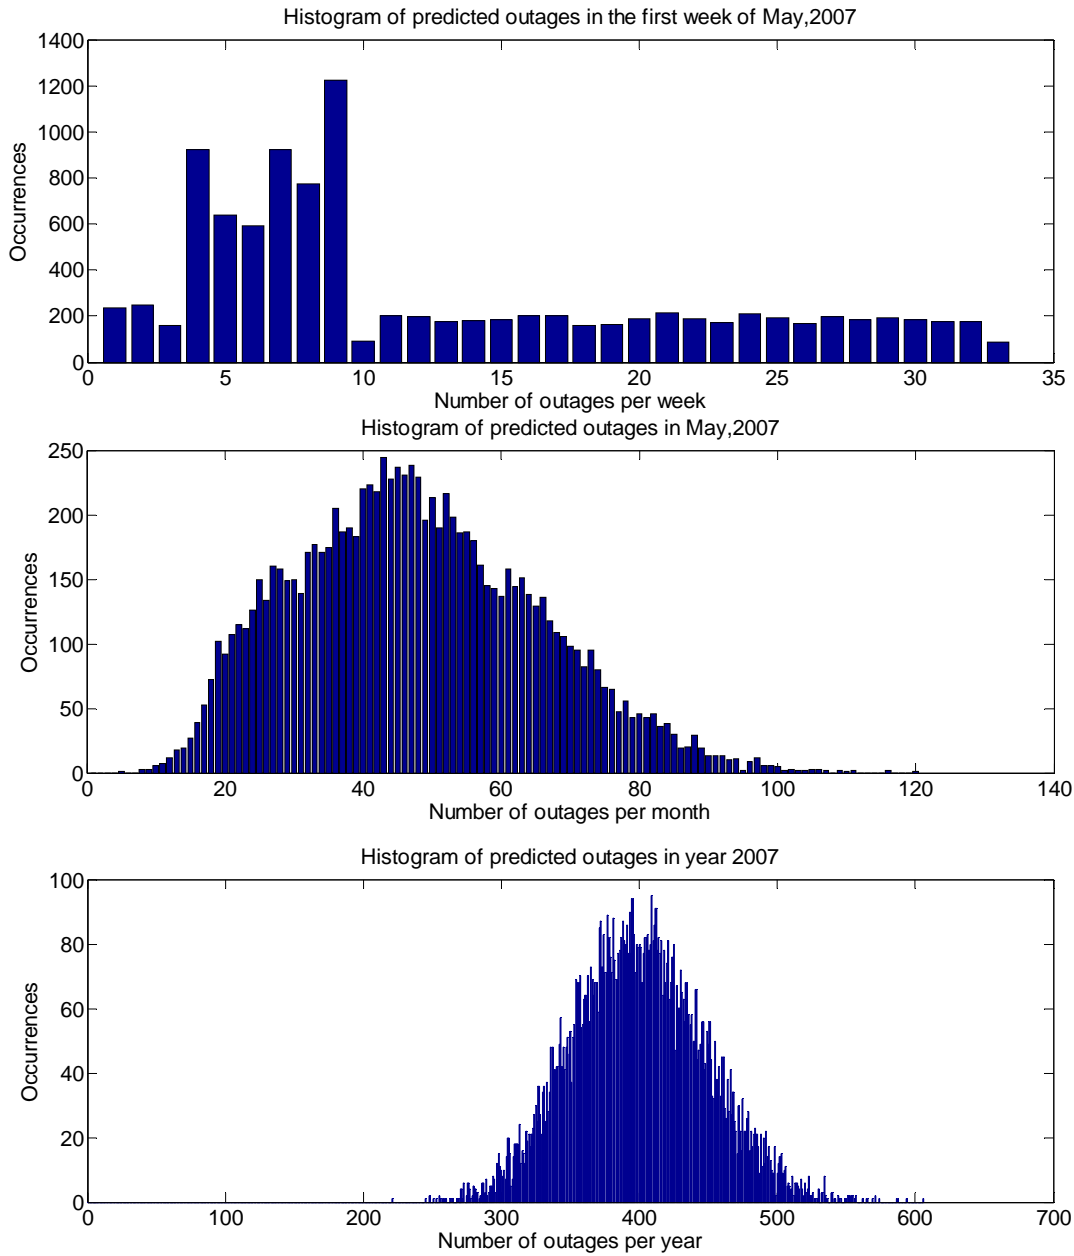 Histogram of predicted outages in the first week of May,2007
1400
1200
1000
800
600
400
200
0
Occurrences
0 5 10 15 20 25 30 35
Number of outages per week
Histogram of predicted outages in May,2007
250
200
150
100
50
0
Occurrences
0 20 40 60 80 100 120 140
Number of outages per month
Histogram of predicted outages in year 2007
100
80
60
40
20
0
Occurrences
0 100 200 300 400 500 600 700
Number of outages per year